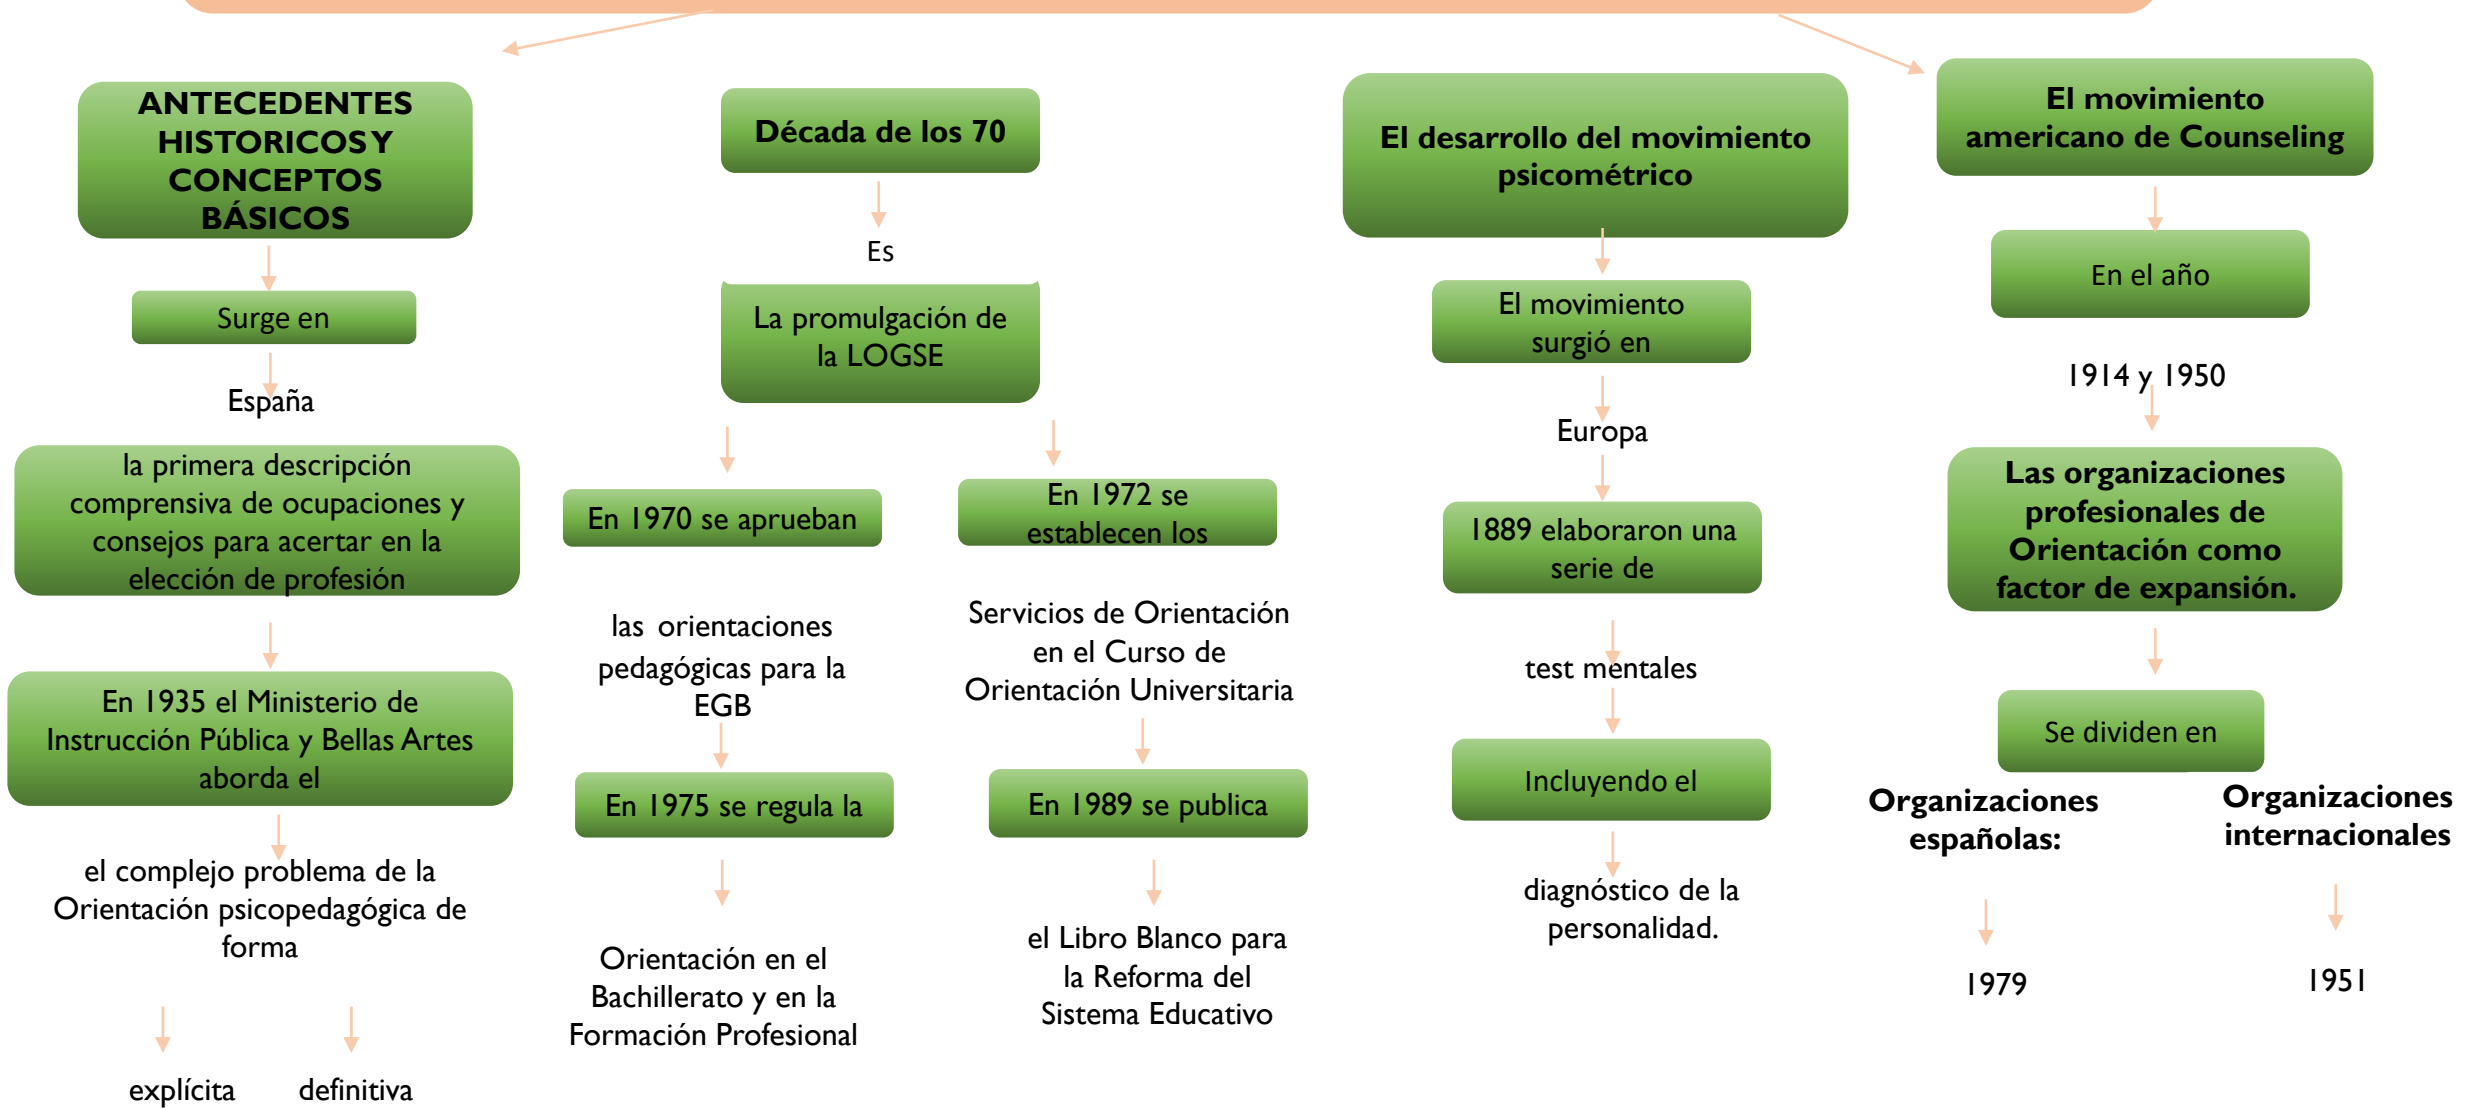 ANTECEDENTES
HISTORICOS Y
CONCEPTOS
BÁSICOS
Surge en
España
la primera descripción
comprensiva de ocupaciones y
consejos para acertar en la
elección de profesión
En 1935 el Ministerio de
Instrucción Pública y Bellas Artes
aborda el
el complejo problema de la
Orientación psicopedagógica de
forma
explícita
definitiva
Década de los 70
Es
La promulgación de
la LOGSE
En 1970 se aprueban
las orientaciones
pedagógicas para la
EGB
En 1975 se regula la
Orientación en el
Bachillerato y en la
Formación Profesional
En 1972 se
establecen los
Servicios de Orientación
en el Curso de
Orientación Universitaria
En 1989 se publica
el Libro Blanco para
la Reforma del
Sistema Educativo
El desarrollo del movimiento
psicométrico
El movimiento
surgió en
Europa
1889 elaboraron una
serie de
test mentales
Incluyendo el
diagnóstico de la
personalidad.
El movimiento
americano de Counseling
En el año
1914 y 1950
Las organizaciones
profesionales de
Orientación como
factor de expansión.
Se dividen en
Organizaciones
españolas:
1979
Organizaciones
internacionales
1951